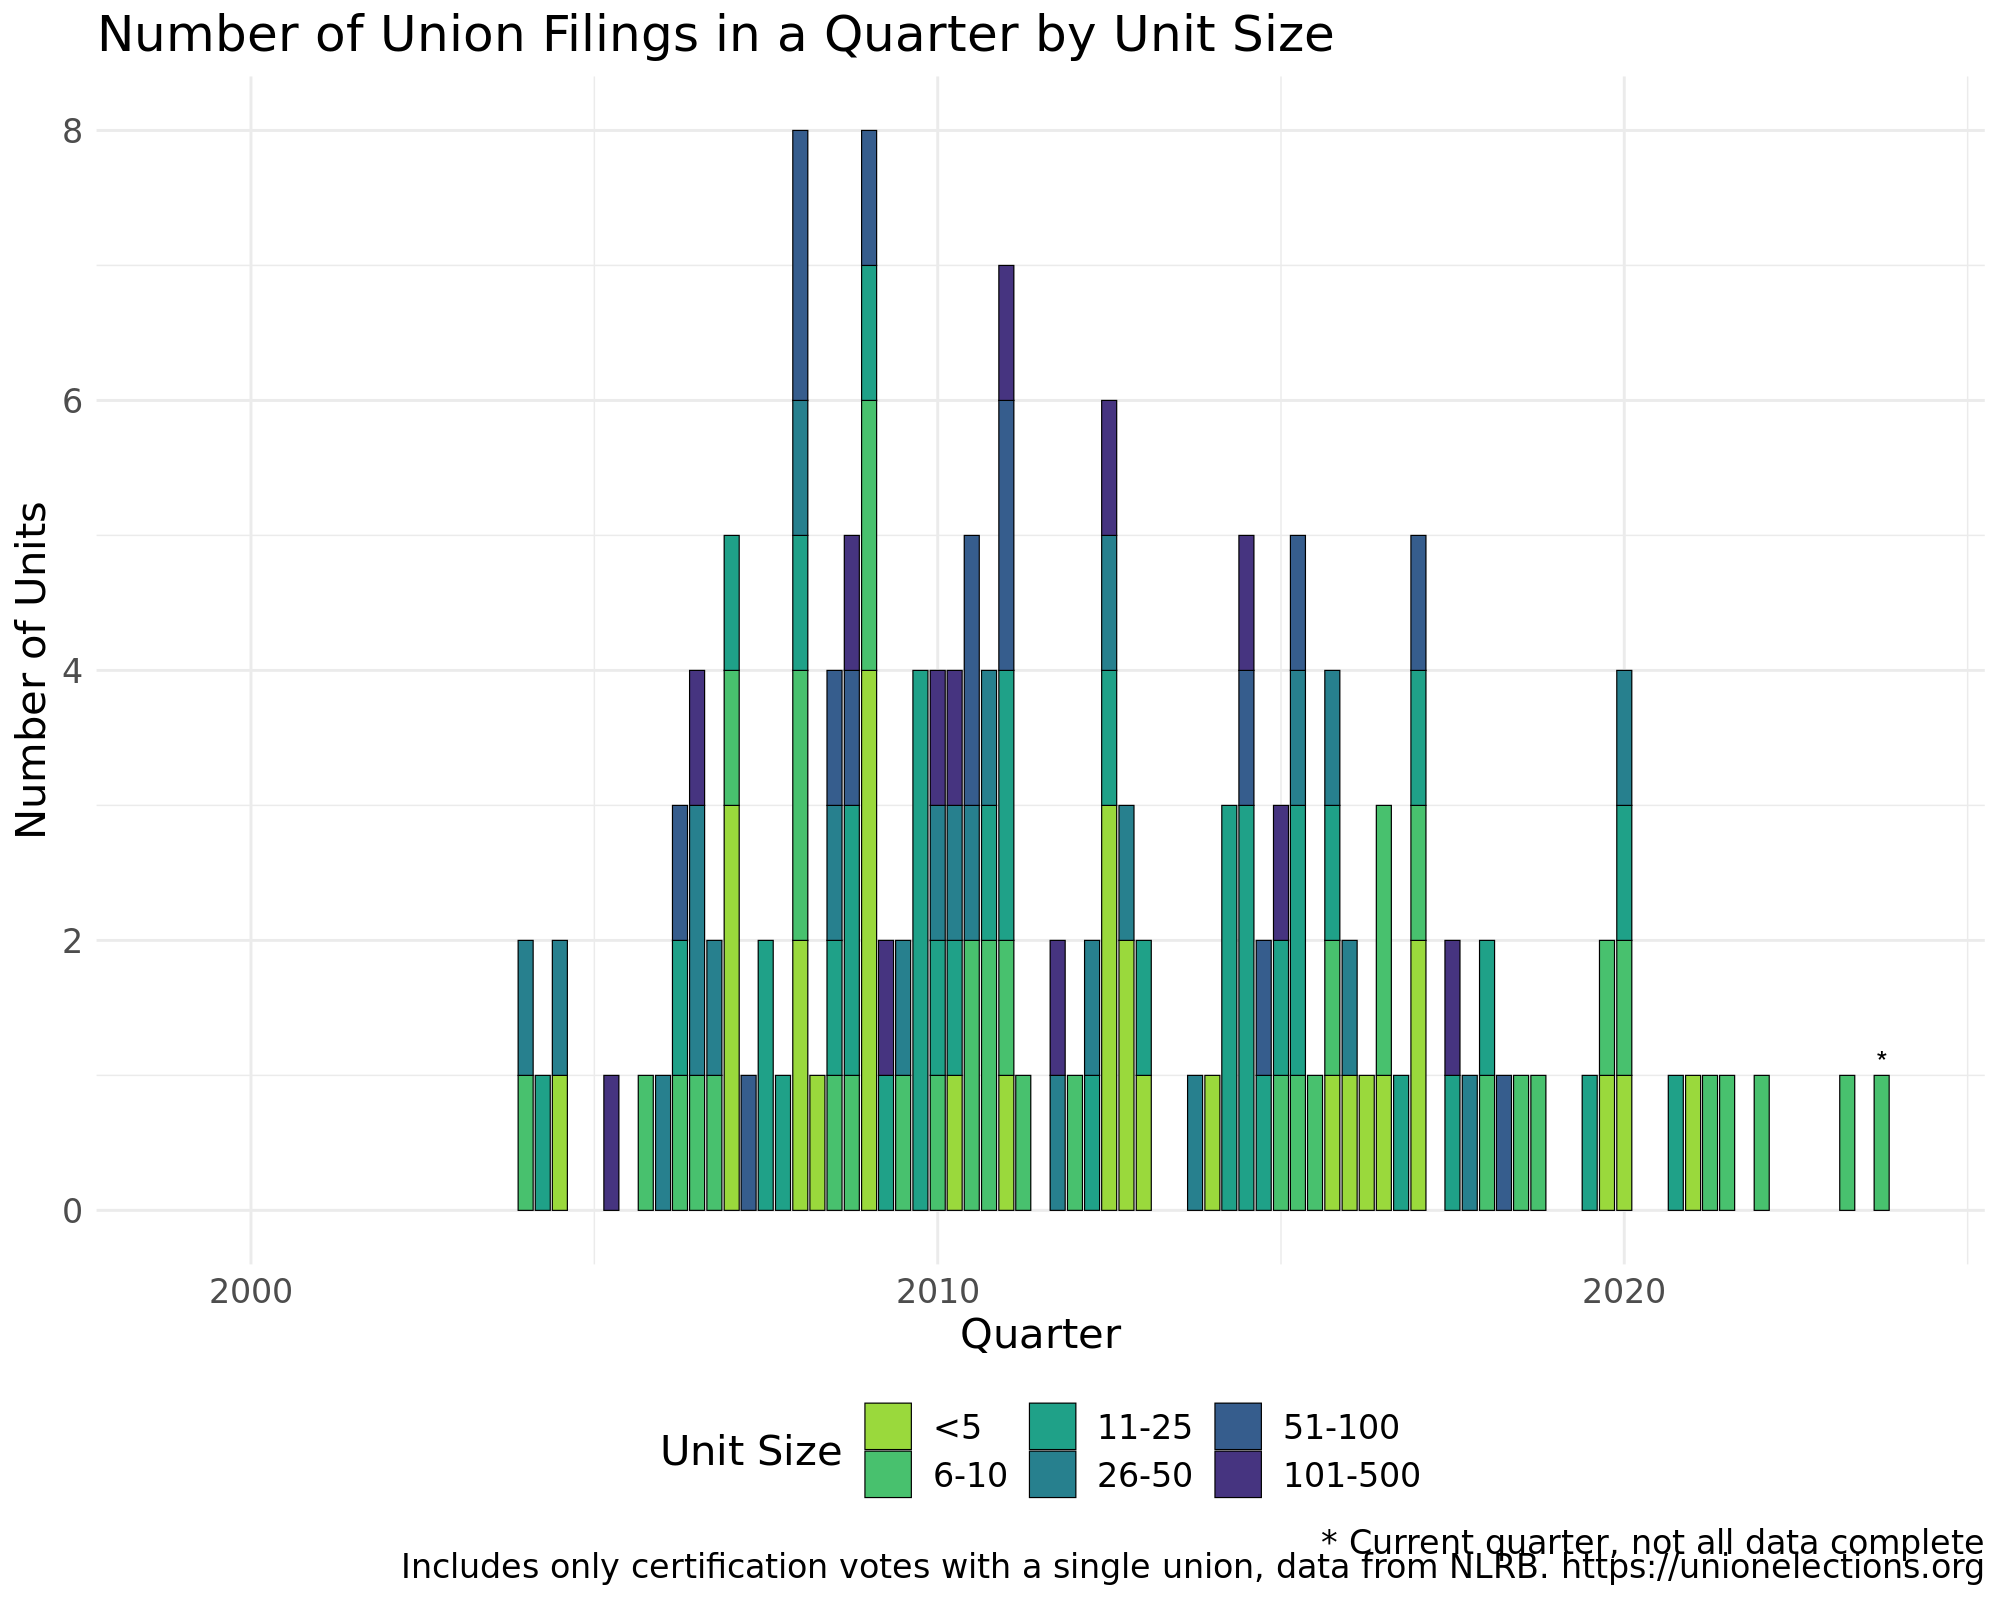 Number of Union Filings in a Quarter by Unit Size
Number of Units
8
6
4
2
0
*
2000 2010 2020
Quarter
Unit Size
<5 11-25 51-100
6-10 26-50 101-500
* Current quarter, not all data complete
Includes only certification votes with a single union, data from NLRB. https://unionelections.org